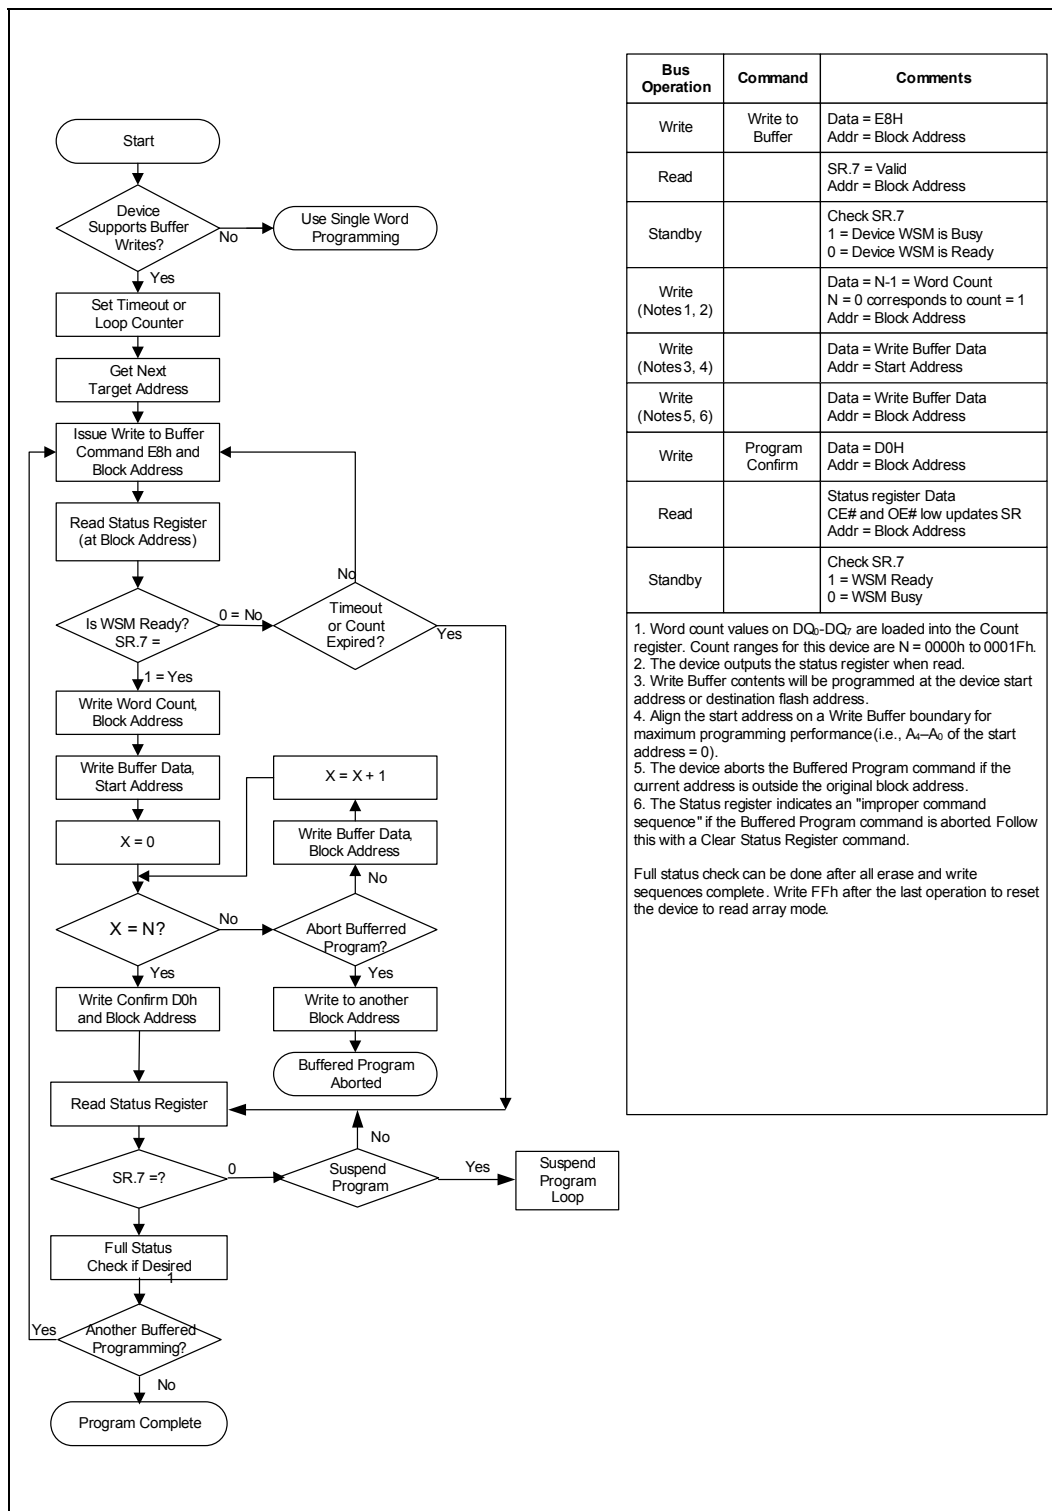 Start
Device
Supports Buffer
Writes?
No
Use Single Word
Programming
Yes
Set Timeout or
Loop Counter
Get Next
Target Address
Issue Write to Buffer
Command E8h and
Block Address
Read Status Register
(at Block Address)
No
Is WSM Ready?
SR.7 =
0 = No
Timeout
or Count
Expired?
Yes
1 = Yes
Write Word Count,
Block Address
Write Buffer Data,
Start Address
X = X + 1
X = 0
Write Buffer Data,
Block Address
No
X = N?
No
Abort Bufferred
Program?
Yes
Yes
Write Confirm D0h
and Block Address
Write to another
Block Address
Buffered Program
Aborted
Read Status Register
No
SR.7 =?
0
Suspend
Program
Yes
Suspend
Program
Loop
Full Status
Check if Desired
1
Yes
Another Buffered
Programming?
No
Program Complete
Bus
Operation
Command
Comments
Write
Write to
Buffer
Data = E8H
Addr = Block Address
Read
SR.7 = Valid
Addr = Block Address
Standby
Check SR.7
1 = Device WSM is Busy
0 = Device WSM is Ready
Write
(Notes 1, 2)
Data = N-1 = Word Count
N = 0 corresponds to count = 1
Addr = Block Address
Write
(Notes 3, 4)
Data = Write Buffer Data
Addr = Start Address
Write
(Notes 5, 6)
Data = Write Buffer Data
Addr = Block Address
Write
Program
Confirm
Data = D0H
Addr = Block Address
Read
Status register Data
CE# and OE# low updates SR
Addr = Block Address
Standby
Check SR.7
1 = WSM Ready
0 = WSM Busy
1. Word count values on DQ0-DQ7 are loaded into the Count
register. Count ranges for this device are N = 0000h to 0001Fh.
2. The device outputs the status register when read.
3. Write Buffer contents will be programmed at the device start
address or destination flash address.
4. Align the start address on a Write Buffer boundary for
maximum programming performance (i.e., A4–A0 of the start
address = 0).
5. The device aborts the Buffered Program command if the
current address is outside the original block address.
6. The Status register indicates an "improper command
sequence" if the Buffered Program command is aborted. Follow
this with a Clear Status Register command.
Full status check can be done after all erase and write
sequences complete. Write FFh after the last operation to reset
the device to read array mode.